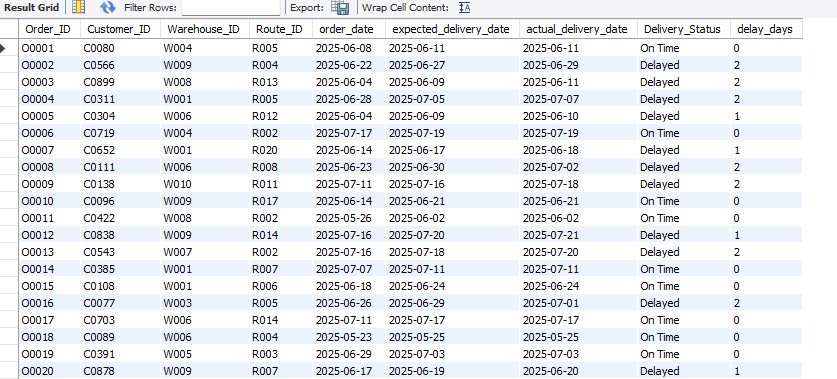 Result Grid Filter Rows: Export: Wrap Cell Content:
Order_ID Customer_ID Warehouse_ID Route_ID order_date expected_delivery_date actual_delivery_date Delivery_Status delay_days
O0001 C0080 W004 R005 2025-06-08 2025-06-11 2025-06-11 On Time 0
O0002 C0566 W009 R004 2025-06-22 2025-06-27 2025-06-29 Delayed 2
O0003 C0899 W008 R013 2025-06-04 2025-06-09 2025-06-11 Delayed 2
O0004 C0311 W001 R005 2025-06-28 2025-07-05 2025-07-07 Delayed 2
O0005 C0304 W006 R012 2025-06-04 2025-06-09 2025-06-10 Delayed 1
O0006 C0719 W004 R002 2025-07-17 2025-07-19 2025-07-19 On Time 0
O0007 C0652 W001 R020 2025-06-14 2025-06-17 2025-06-18 Delayed 1
O0008 C0111 W006 R008 2025-06-23 2025-06-30 2025-07-02 Delayed 2
O0009 C0138 W010 R011 2025-07-11 2025-07-16 2025-07-18 Delayed 2
O0010 C0096 W009 R017 2025-06-14 2025-06-21 2025-06-21 On Time 0
O0011 C0422 W008 R002 2025-05-26 2025-06-02 2025-06-02 On Time 0
O0012 C0838 W009 R014 2025-07-16 2025-07-20 2025-07-21 Delayed 1
O0013 C0543 W007 R002 2025-07-16 2025-07-18 2025-07-20 Delayed 2
O0014 C0385 W001 R007 2025-07-07 2025-07-11 2025-07-11 On Time 0
O0015 C0108 W001 R006 2025-06-18 2025-06-24 2025-06-24 On Time 0
O0016 C0077 W003 R005 2025-06-26 2025-06-29 2025-07-01 Delayed 2
O0017 C0703 W006 R014 2025-07-11 2025-07-17 2025-07-17 On Time 0
O0018 C0089 W006 R004 2025-05-23 2025-05-25 2025-05-25 On Time 0
O0019 C0391 W005 R003 2025-06-29 2025-07-03 2025-07-03 On Time 0
O0020 C0878 W009 R007 2025-06-17 2025-06-19 2025-06-20 Delayed 1